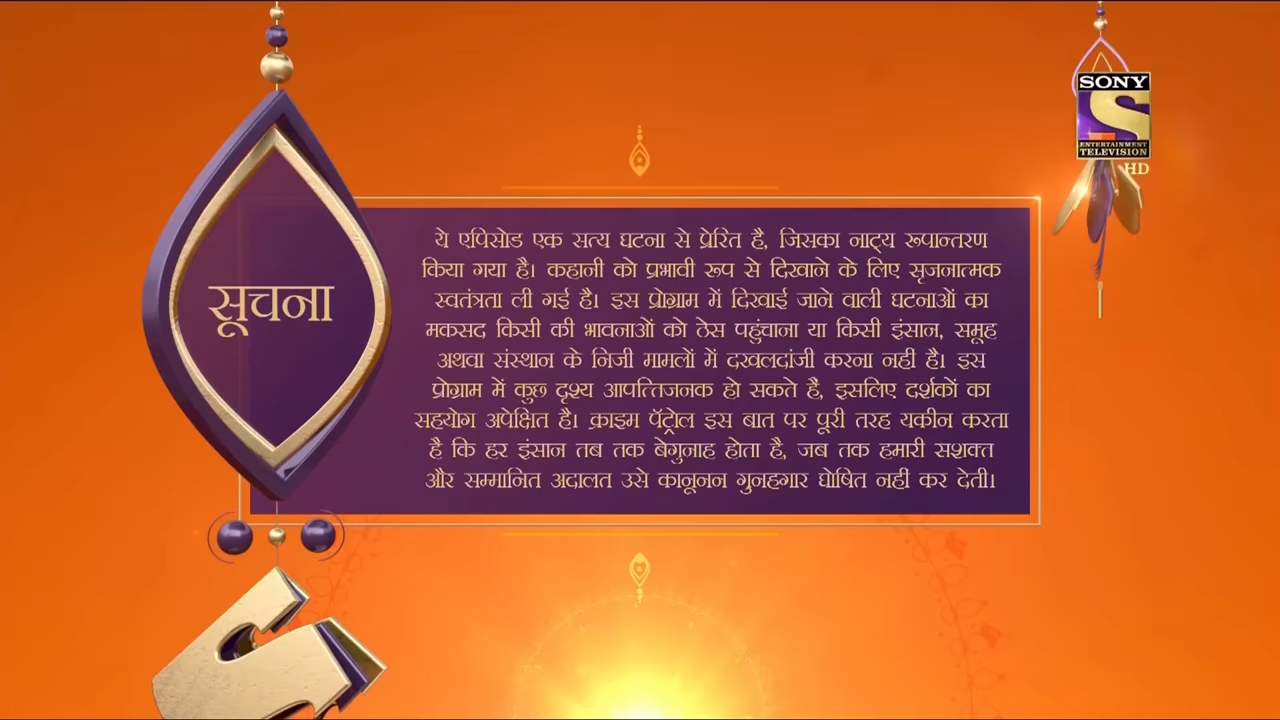 सूचना
ये एपिसोड एक सत्य घटना से प्रेरित है, जिसका नाट्य रूपान्तरण
किया गया है। कहानी को प्रभावी रूप से दिखाने के लिए सृजनात्मक
स्वतंत्रता ली गई है। इस प्रोग्राम में दिखाई जाने वाली घटनाओं का
मकसद किसी की भावनाओं को ठेस पहुंचाना या किसी इंसान, समूह
अथवा संस्थान के निजी मामलों में दखलदांजी करना नहीं है। इस
प्रोग्राम में कुछ दृश्य आपत्तिजनक हो सकते हैं, इसलिए दर्शकों का
सहयोग अपेक्षित है। क्राइम पॅट्रोल इस बात पर पूरी तरह यकीन करता
है कि हर इंसान तब तक बेगुनाह होता है, जब तक हमारी सशक्त
और सम्मानित अदालत उसे कानूनन गुनहगार घोषित नहीं कर देती।
SONY
ENTERTAINMENT
TELEVISION
HD